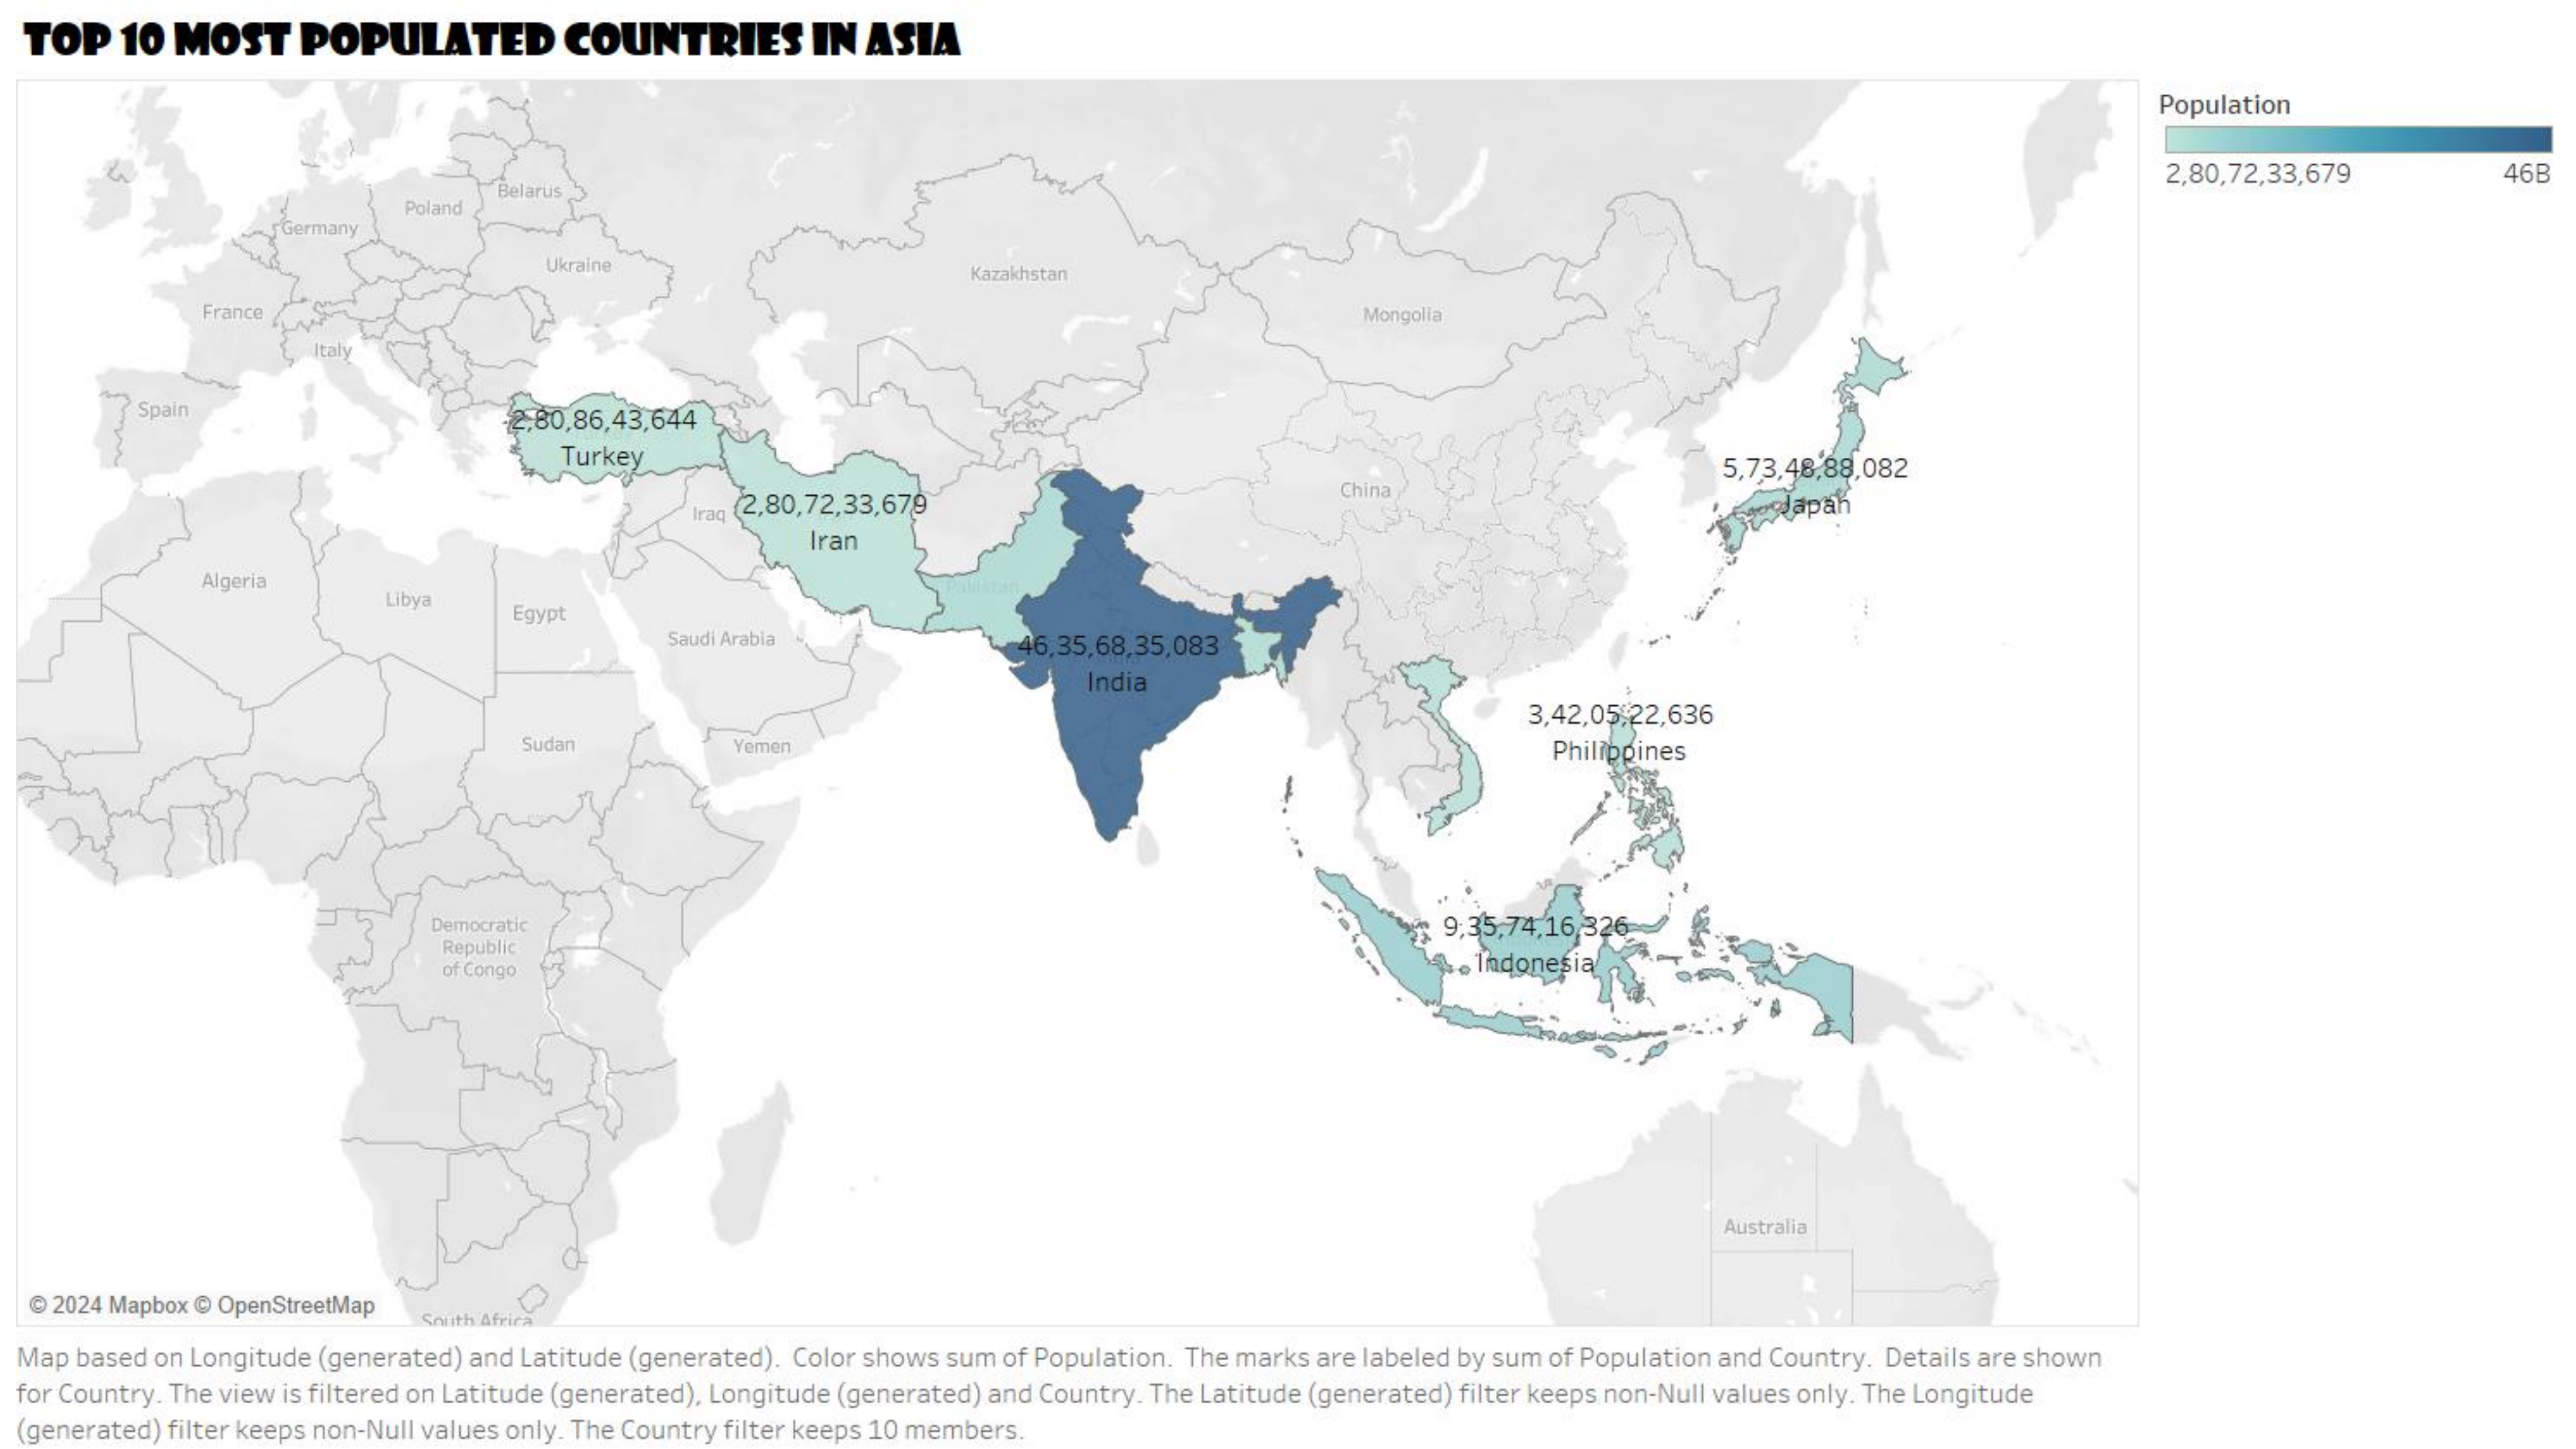 TOP 10 MOST POPULATED COUNTRIES IN ASIA
Population
2,80,72,33,679
46B
Belarus
Poland
Germany
Ukraine
Kazakhstan
France
Mongolia
Italy
Spain
2,80,86,43,644
Turkey
5,73,48,88,082
Japan
China
Iraq
2,80,72,33,679
Iran
Algeria
Pakistan
Libya
Egypt
Saudi Arabia
46,35,68,35,083
India
3,42,05,22,636
Philippines
Sudan
Yemen
Democratic
Republic
of Congo
9,35,74,16,326
Indonesia
Australia
© 2024 Mapbox © OpenStreetMap
South Africa
Map based on Longitude (generated) and Latitude (generated).  Color shows sum of Population.  The marks are labeled by sum of Population and Country.  Details are shown
for Country. The view is filtered on Latitude (generated), Longitude (generated) and Country. The Latitude (generated) filter keeps non-Null values only. The Longitude
(generated) filter keeps non-Null values only. The Country filter keeps 10 members.